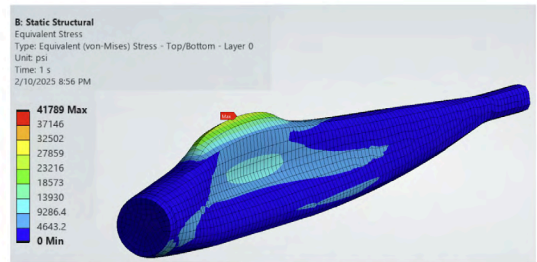 B: Static Structural
Equivalent Stress
Type: Equivalent (von-Mises) Stress - Top/Bottom - Layer 0
Unit: psi
Time: 1 s
2/10/2025 8:56 PM
41789 Max
37146
32502
27859
23216
18573
13930
9286.4
4643.2
0 Min
Max